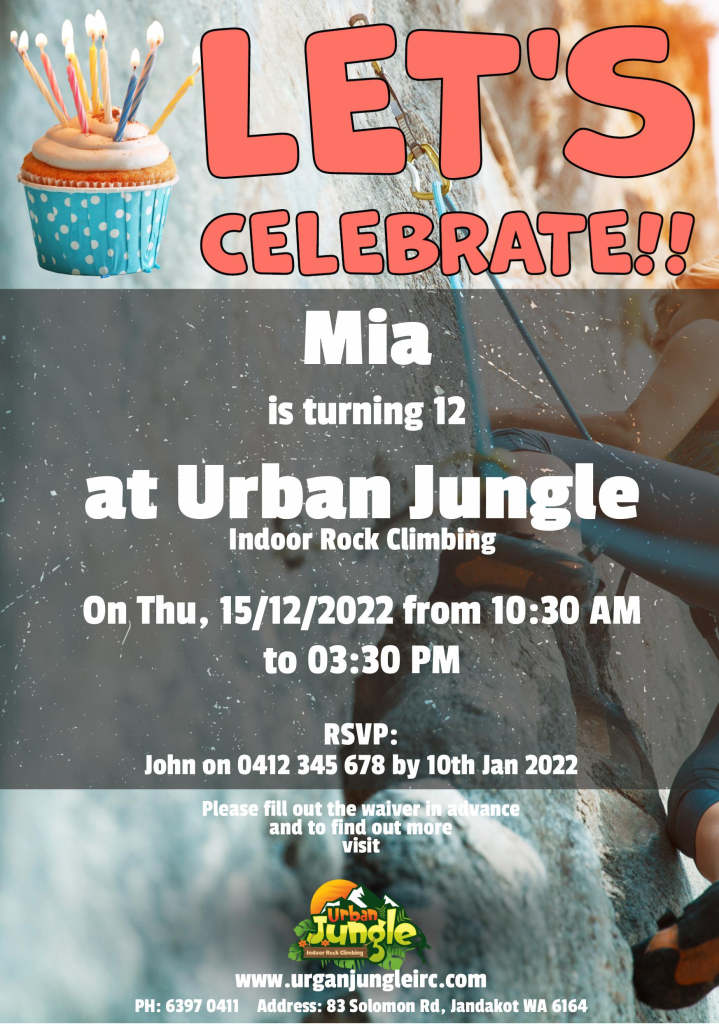 LET'S
CELEBRATE!!
Mia
is turning 12
at Urban Jungle
Indoor Rock Climbing
On Thu, 15/12/2022 from 10:30 AM
to 03:30 PM
RSVP:
John on 0412 345 678 by 10th Jan 2022
Please fill out the waiver in advance
and to find out more
visit
Urban
Jungle
Indoor Rock Climbing
www.urganjungleirc.com
PH: 6397 0411 Address: 83 Solomon Rd, Jandakot WA 6164